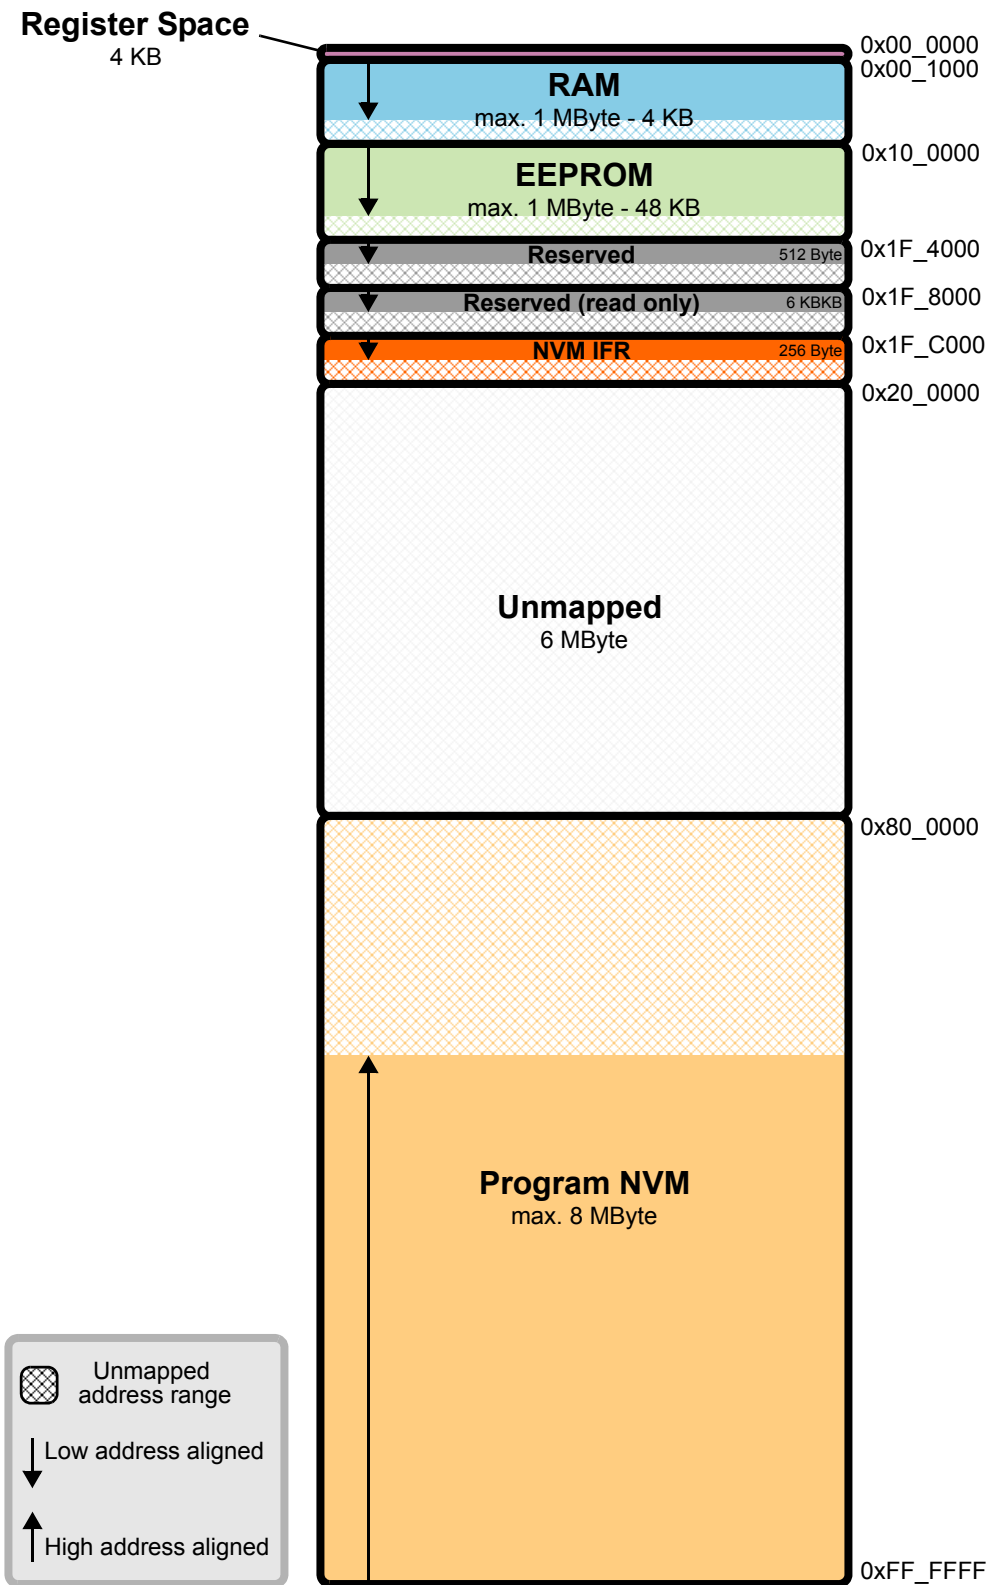 Register Space
4 KB
0x00_0000
0x00_1000
RAM
max. 1 MByte - 4 KB
0x10_0000
EEPROM
max. 1 MByte - 48 KB
Reserved 512 Byte
0x1F_4000
Reserved (read only) 6 KBKB
0x1F_8000
NVM IFR 256 Byte
0x1F_C000
0x20_0000
Unmapped
6 MByte
0x80_0000
Program NVM
max. 8 MByte
Unmapped
address range
Low address aligned
High address aligned
0xFF_FFFF